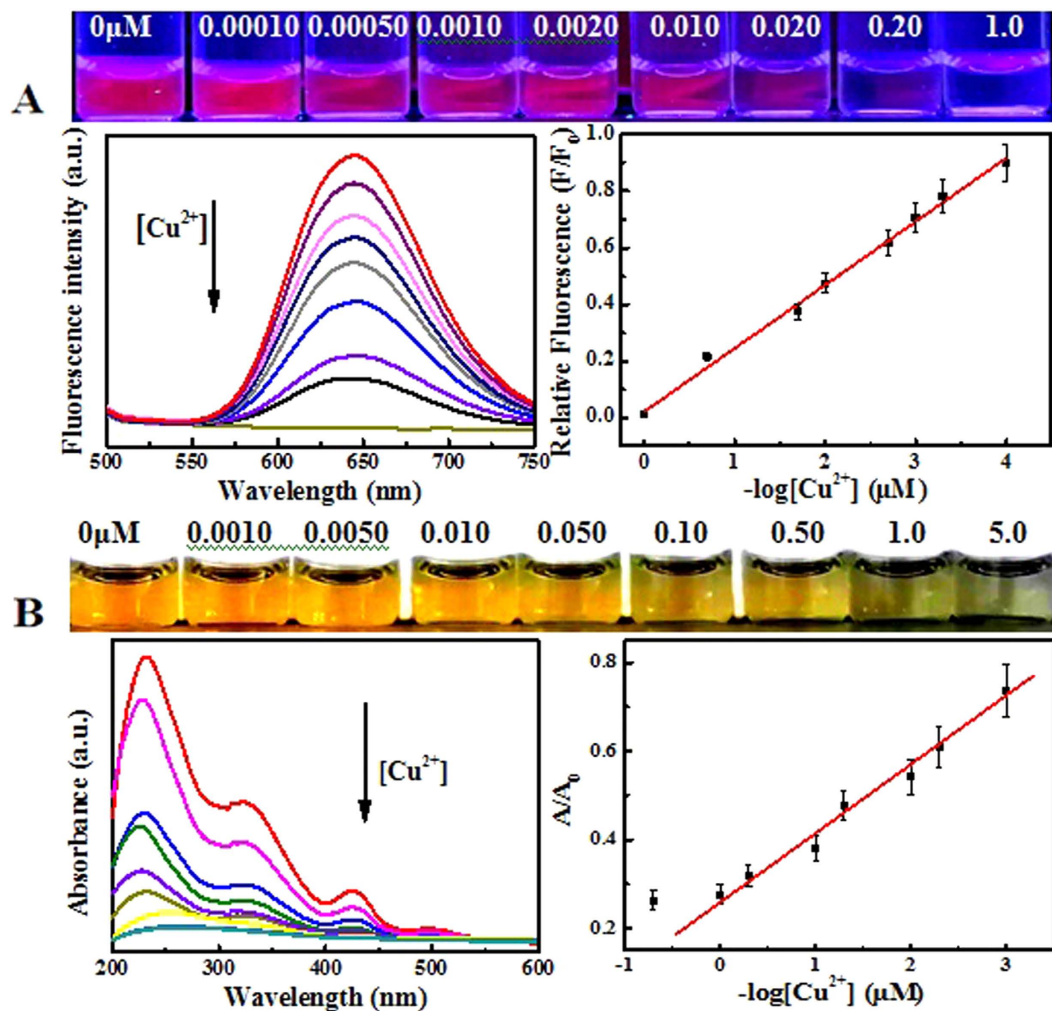 0μM 0.00010 0.00050 0.0010 0.0020 0.010 0.020 0.20 1.0
A
Fluorescence intensity (a.u.)
[Cu²⁺]
500 550 600 650 700 750
Wavelength (nm)
Relative Fluorescence (F/F₀)
1.0
0.8
0.6
0.4
0.2
0.0
0 1 2 3 4
-log[Cu²⁺] (μM)
0μM 0.0010 0.0050 0.010 0.050 0.10 0.50 1.0 5.0
B
Absorbance (a.u.)
[Cu²⁺]
200 300 400 500 600
Wavelength (nm)
A/A₀
0.8
0.6
0.4
0.2
-1 0 1 2 3
-log[Cu²⁺] (μM)